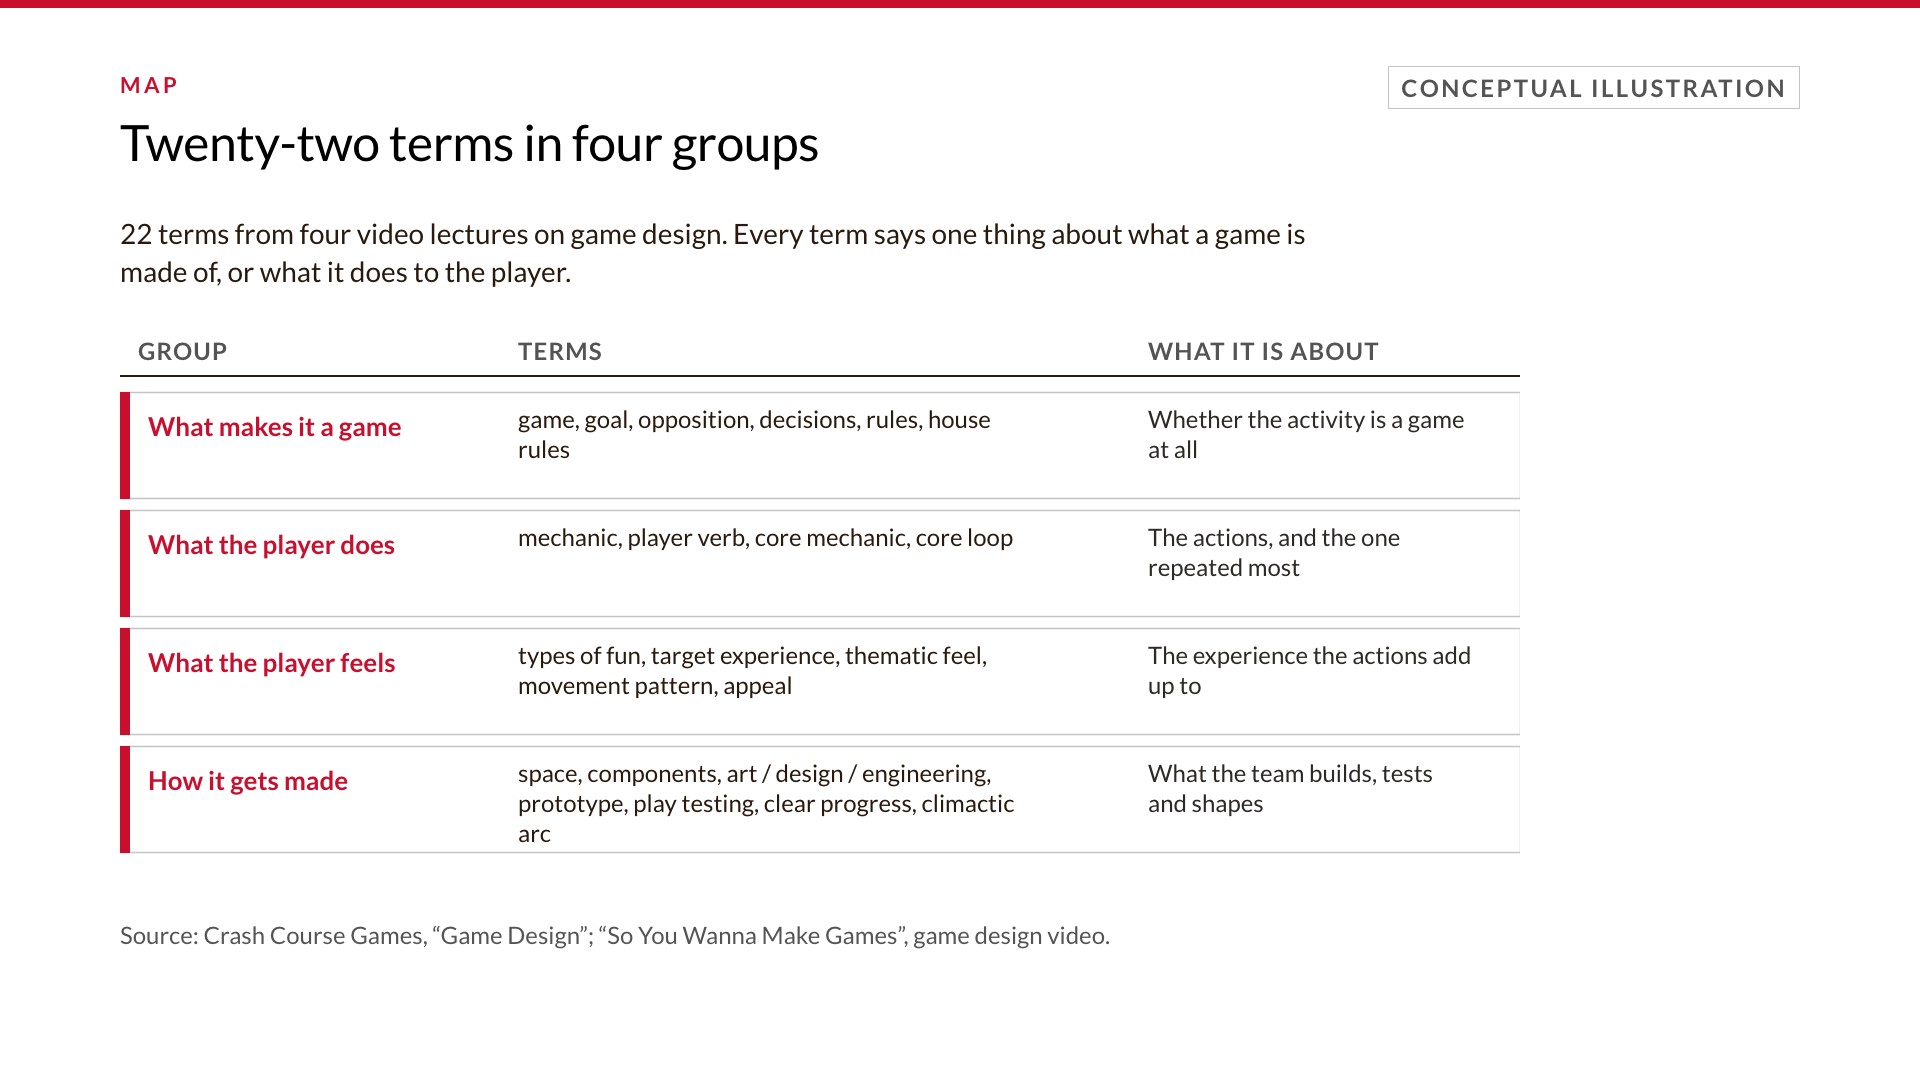 MAP
CONCEPTUAL ILLUSTRATION
Twenty-two terms in four groups
22 terms from four video lectures on game design. Every term says one thing about what a game is
made of, or what it does to the player.
GROUP
TERMS
WHAT IT IS ABOUT
What makes it a game
game, goal, opposition, decisions, rules, house
rules
Whether the activity is a game
at all
What the player does
mechanic, player verb, core mechanic, core loop
The actions, and the one
repeated most
What the player feels
types of fun, target experience, thematic feel,
movement pattern, appeal
The experience the actions add
up to
How it gets made
space, components, art / design / engineering,
prototype, play testing, clear progress, climactic
arc
What the team builds, tests
and shapes
Source: Crash Course Games, “Game Design”; “So You Wanna Make Games”, game design video.